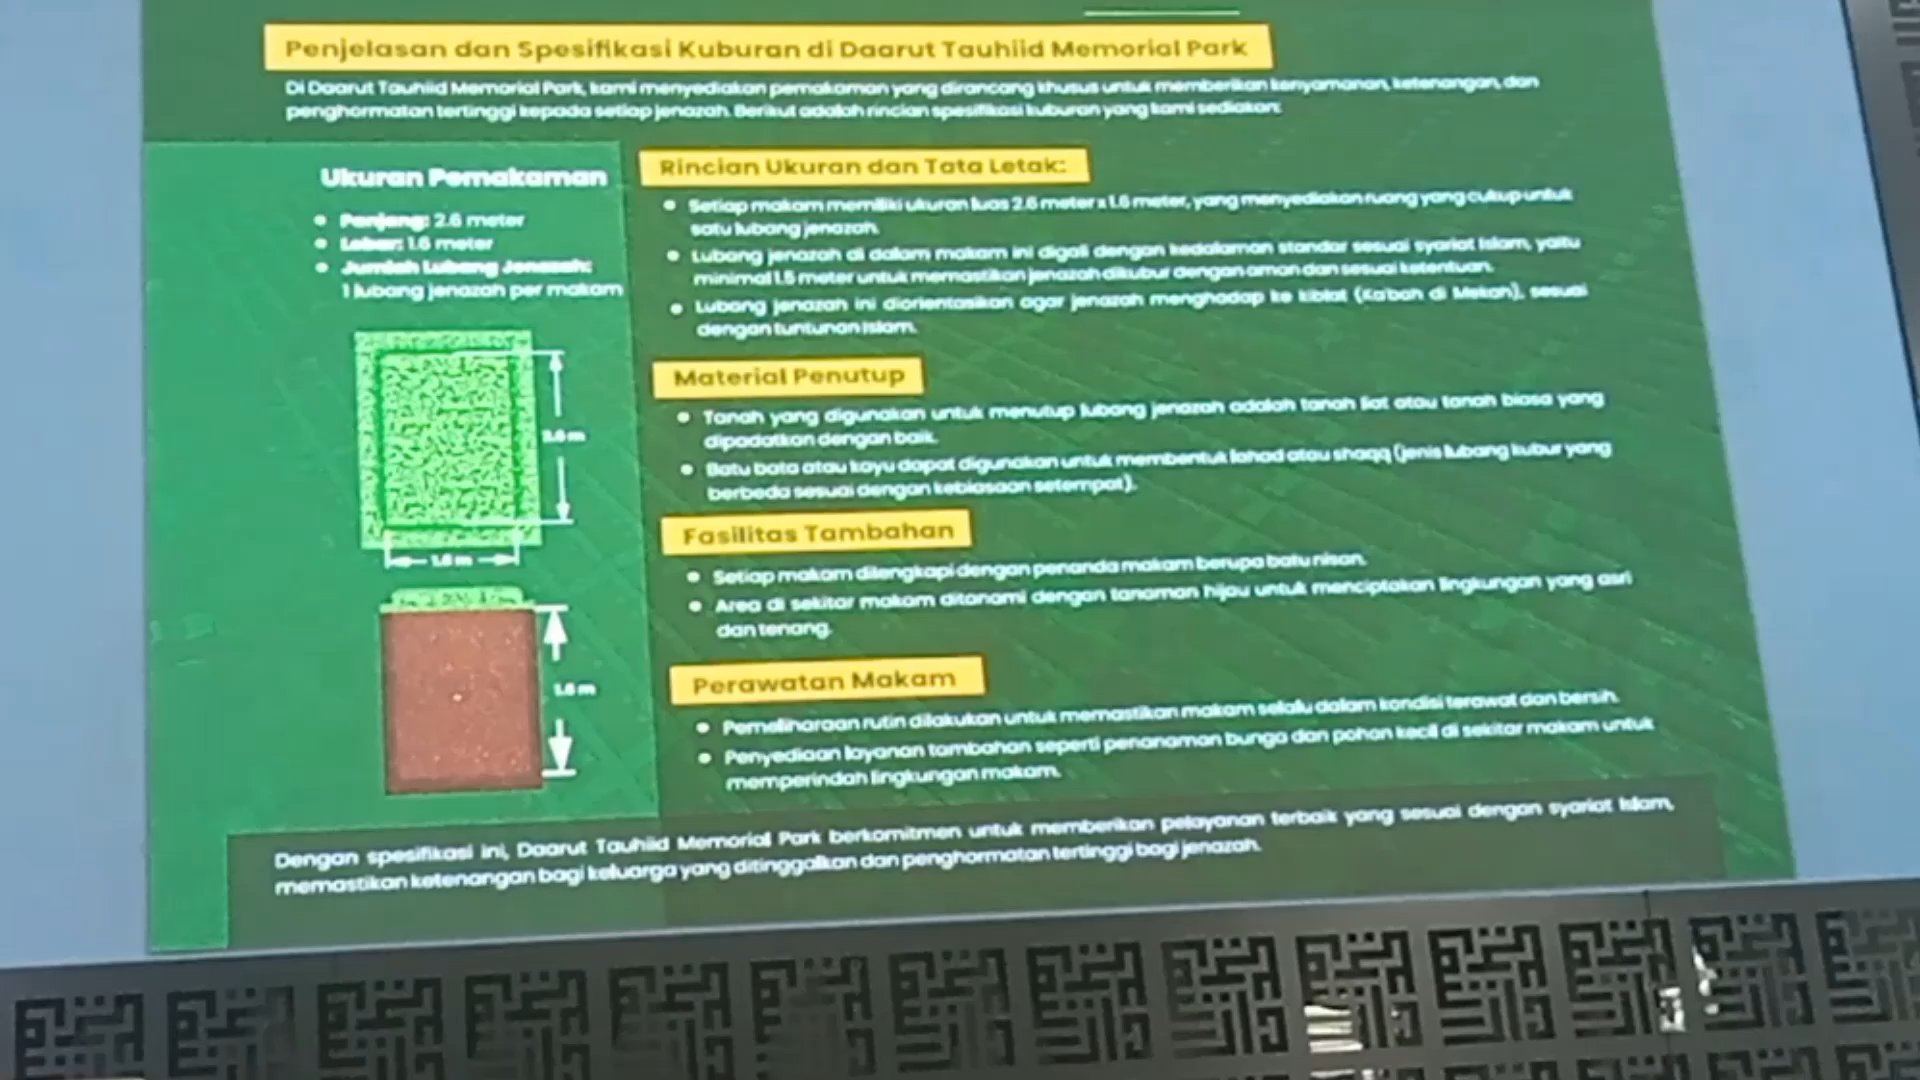 Penjelasan dan Spesifikasi Kuburan di Daarut Tauhiid Memorial Park
Di Daarut Tauhiid Memorial Park, kami menyediakan pemakaman yang dirancang khusus untuk memberikan kenyamanan, ketenangan, dan
penghormatan tertinggi kepada setiap jenazah. Berikut adalah rincian spesifikasi kuburan yang kami sediakan:
Ukuran Pemakaman
Panjang: 2.6 meter
Lebar: 1.6 meter
Jumlah Lubang Jenazah:
1 lubang jenazah per makam
1.6 m
Rincian Ukuran dan Tata Letak:
Setiap makam memiliki ukuran luas 2.6 meter x 1.6 meter, yang menyediakan ruang yang cukup untuk
satu lubang jenazah.
Lubang jenazah di dalam makam ini digali dengan kedalaman standar sesuai syariat Islam, yaitu
minimal 1.5 meter untuk memastikan jenazah dikubur dengan aman dan sesuai ketentuan.
Lubang jenazah ini diorientasikan agar jenazah menghadap ke kiblat (Ka'bah di Mekah), sesuai
dengan tuntunan Islam.
Material Penutup
Tanah yang digunakan untuk menutup lubang jenazah adalah tanah liat atau tanah biasa yang
dipadatkan dengan baik.
Batu bata atau kayu dapat digunakan untuk membentuk lahad atau shaqq (jenis lubang kubur yang
berbeda sesuai dengan kebiasaan setempat).
Fasilitas Tambahan
Setiap makam dilengkapi dengan penanda makam berupa batu nisan.
Area di sekitar makam ditanami dengan tanaman hijau untuk menciptakan lingkungan yang asri
dan tenang.
Perawatan Makam
Pemeliharaan rutin dilakukan untuk memastikan makam selalu dalam kondisi terawat dan bersih.
Penyediaan layanan tambahan seperti penanaman bunga dan pohon kecil di sekitar makam untuk
memperindah lingkungan makam.
Dengan spesifikasi ini, Daarut Tauhiid Memorial Park berkomitmen untuk memberikan pelayanan terbaik yang sesuai dengan syariat Islam,
memastikan ketenangan bagi keluarga yang ditinggalkan dan penghormatan tertinggi bagi jenazah.